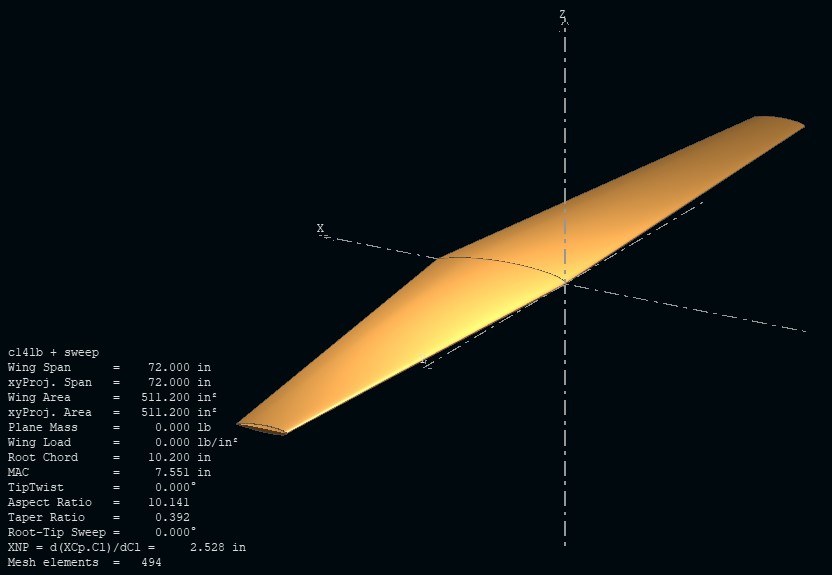 Z
X
c141b + sweep
Wing Span = 72.000 in
xyProj. Span = 72.000 in
Wing Area = 511.200 in²
xyProj. Area = 511.200 in²
Plane Mass = 0.000 lb
Wing Load = 0.000 lb/in²
Root Chord = 10.200 in
MAC = 7.551 in
TipTwist = 0.000°
Aspect Ratio = 10.141
Taper Ratio = 0.392
Root-Tip Sweep = 0.000°
XNP = d(XCp.Cl)/dCl = 2.528 in
Mesh elements = 494